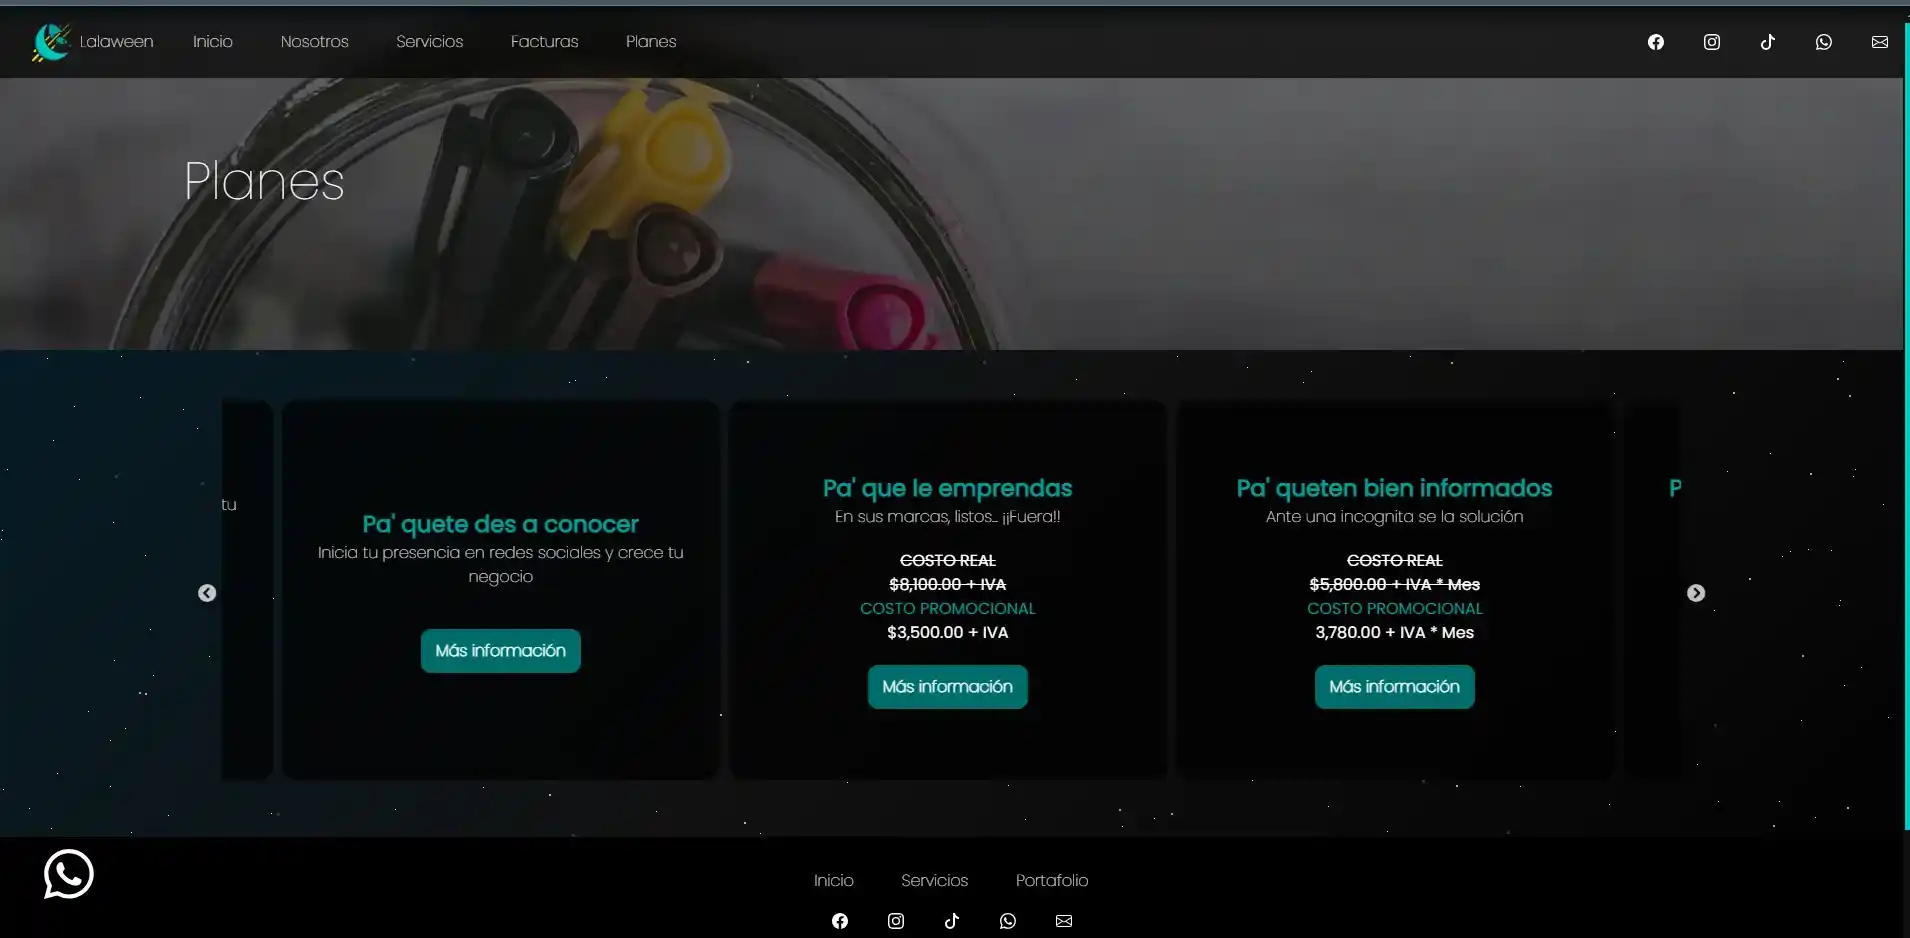 Lalaween
Inicio
Nosotros
Servicios
Facturas
Planes
Planes
tu
Pa' quete des a conocer
Inicia tu presencia en redes sociales y crece tu
negocio
Más información
Pa' que le emprendas
En sus marcas, listos... ¡¡Fuera!!
COSTO REAL
$8,100.00 + IVA
COSTO PROMOCIONAL
$3,500.00 + IVA
Más información
Pa' queten bien informados
Ante una incognita se la solución
COSTO REAL
$5,800.00 + IVA * Mes
COSTO PROMOCIONAL
3,780.00 + IVA * Mes
Más información
P
Inicio
Servicios
Portafolio